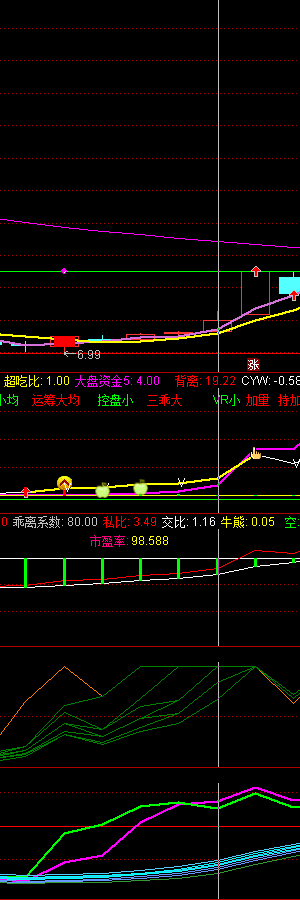 6.99
涨
超吃比: 1.00 大盘资金5: 4.00 背离: 19.22 CYW: -0.58
小均 运筹大均 控盘小 三乖大 VR小 加星 持加
0 乖离系数: 80.00 私比: 3.49 交比: 1.16 牛熊: 0.05 空:
市盈率: 98.588